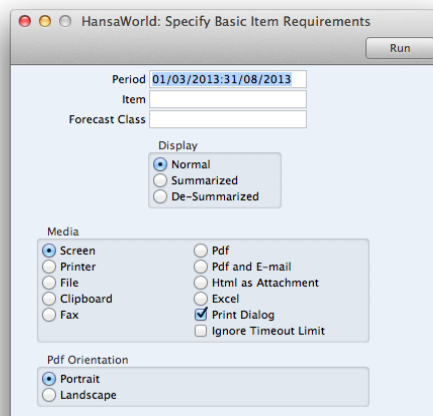 HansaWorld: Specify Basic Item Requirements
Run
Period 01/03/2013:31/08/2013
Item
Forecast Class
Display
Normal
Summarized
De-Summarized
Media
Screen
Printer
File
Clipboard
Fax
Pdf
Pdf and E-mail
Html as Attachment
Excel
Print Dialog
Ignore Timeout Limit
Pdf Orientation
Portrait
Landscape